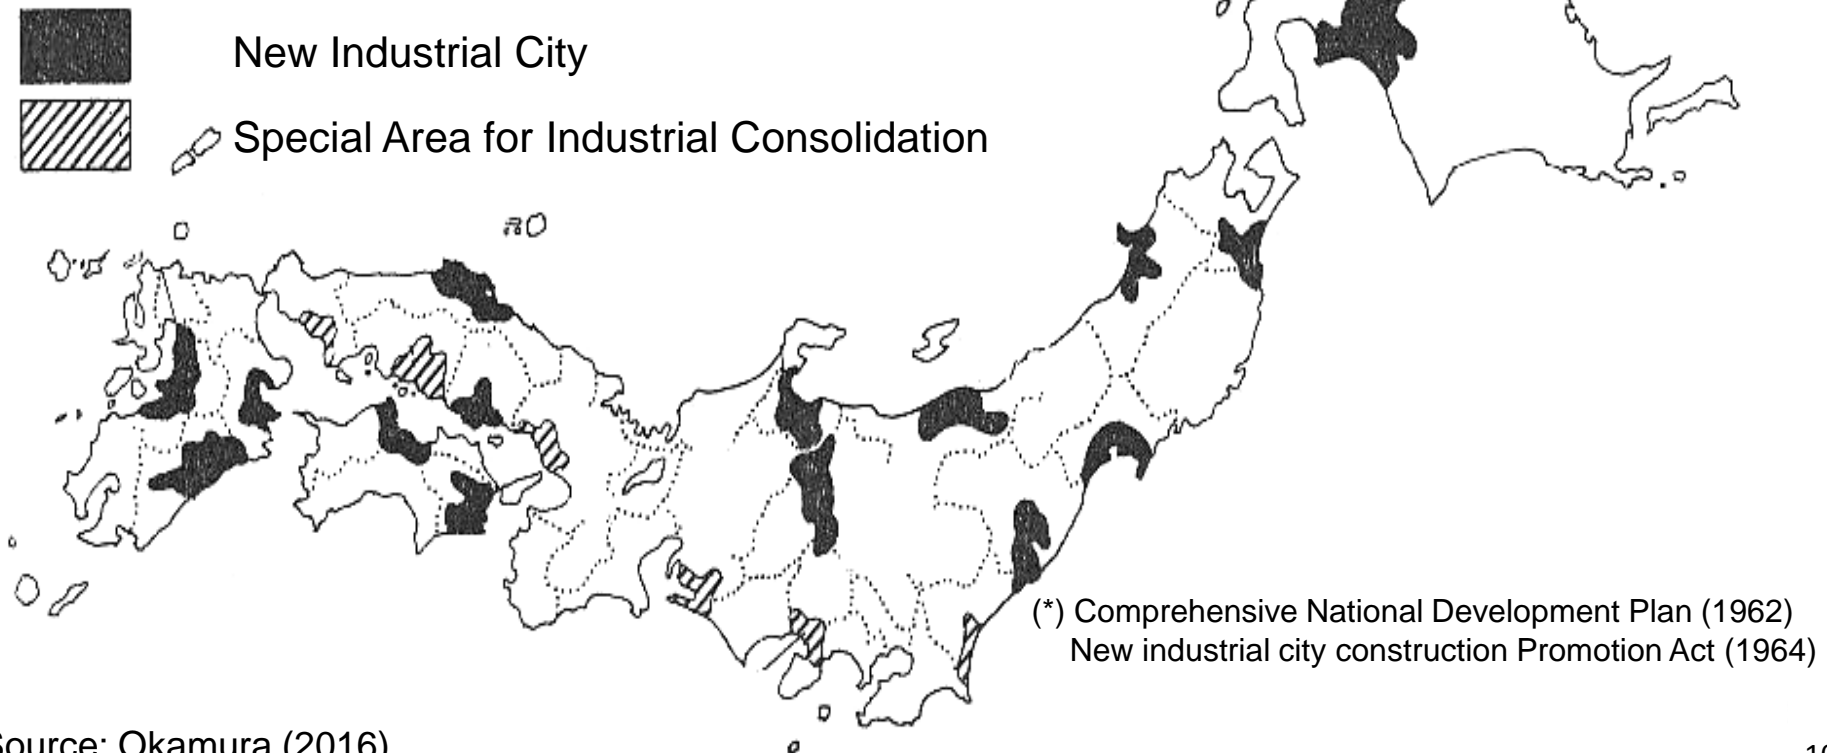 New Industrial City
Special Area for Industrial Consolidation
(*) Comprehensive National Development Plan (1962)
New industrial city construction Promotion Act (1964)
Source: Okamura (2016)